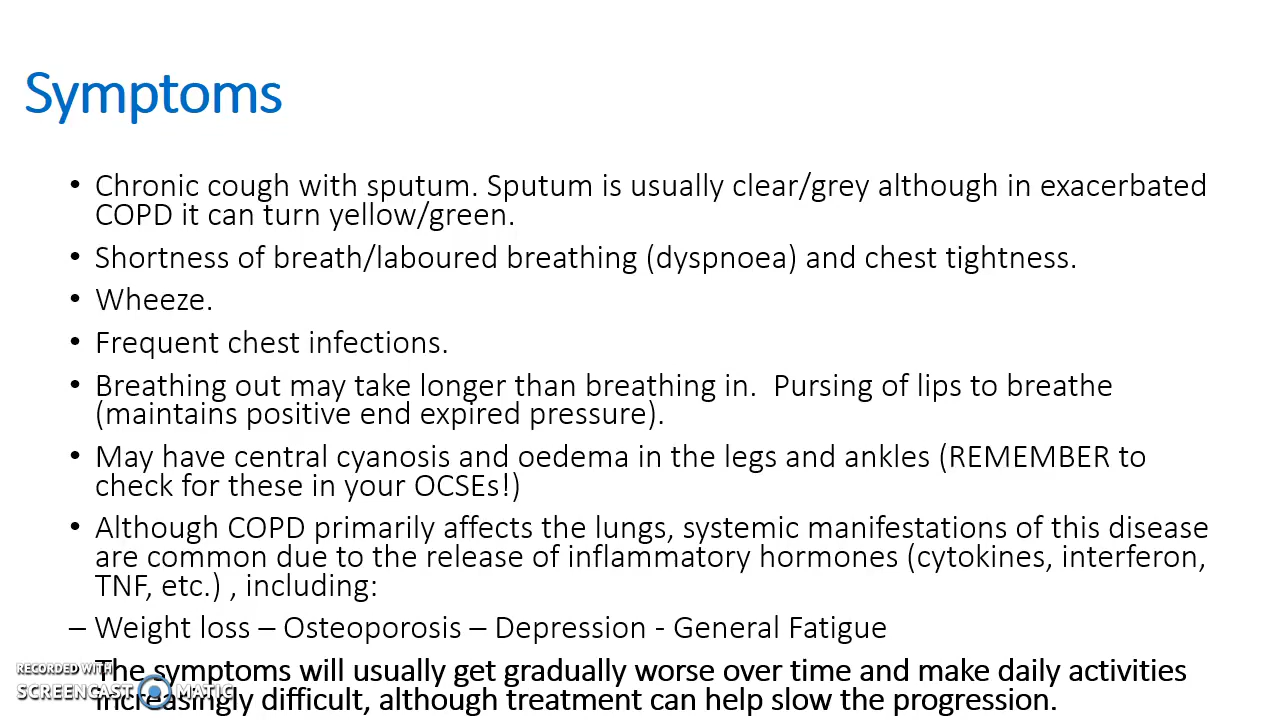 Symptoms
• Chronic cough with sputum. Sputum is usually clear/grey although in exacerbated
COPD it can turn yellow/green.
• Shortness of breath/laboured breathing (dyspnoea) and chest tightness.
• Wheeze.
• Frequent chest infections.
• Breathing out may take longer than breathing in.  Pursing of lips to breathe
(maintains positive end expired pressure).
• May have central cyanosis and oedema in the legs and ankles (REMEMBER to
check for these in your OCSEs!)
• Although COPD primarily affects the lungs, systemic manifestations of this disease
are common due to the release of inflammatory hormones (cytokines, interferon,
TNF, etc.) , including:
– Weight loss – Osteoporosis – Depression - General Fatigue
The symptoms will usually get gradually worse over time and make daily activities
increasingly difficult, although treatment can help slow the progression.
RECORDED WITH
SCREENCAST MATIC